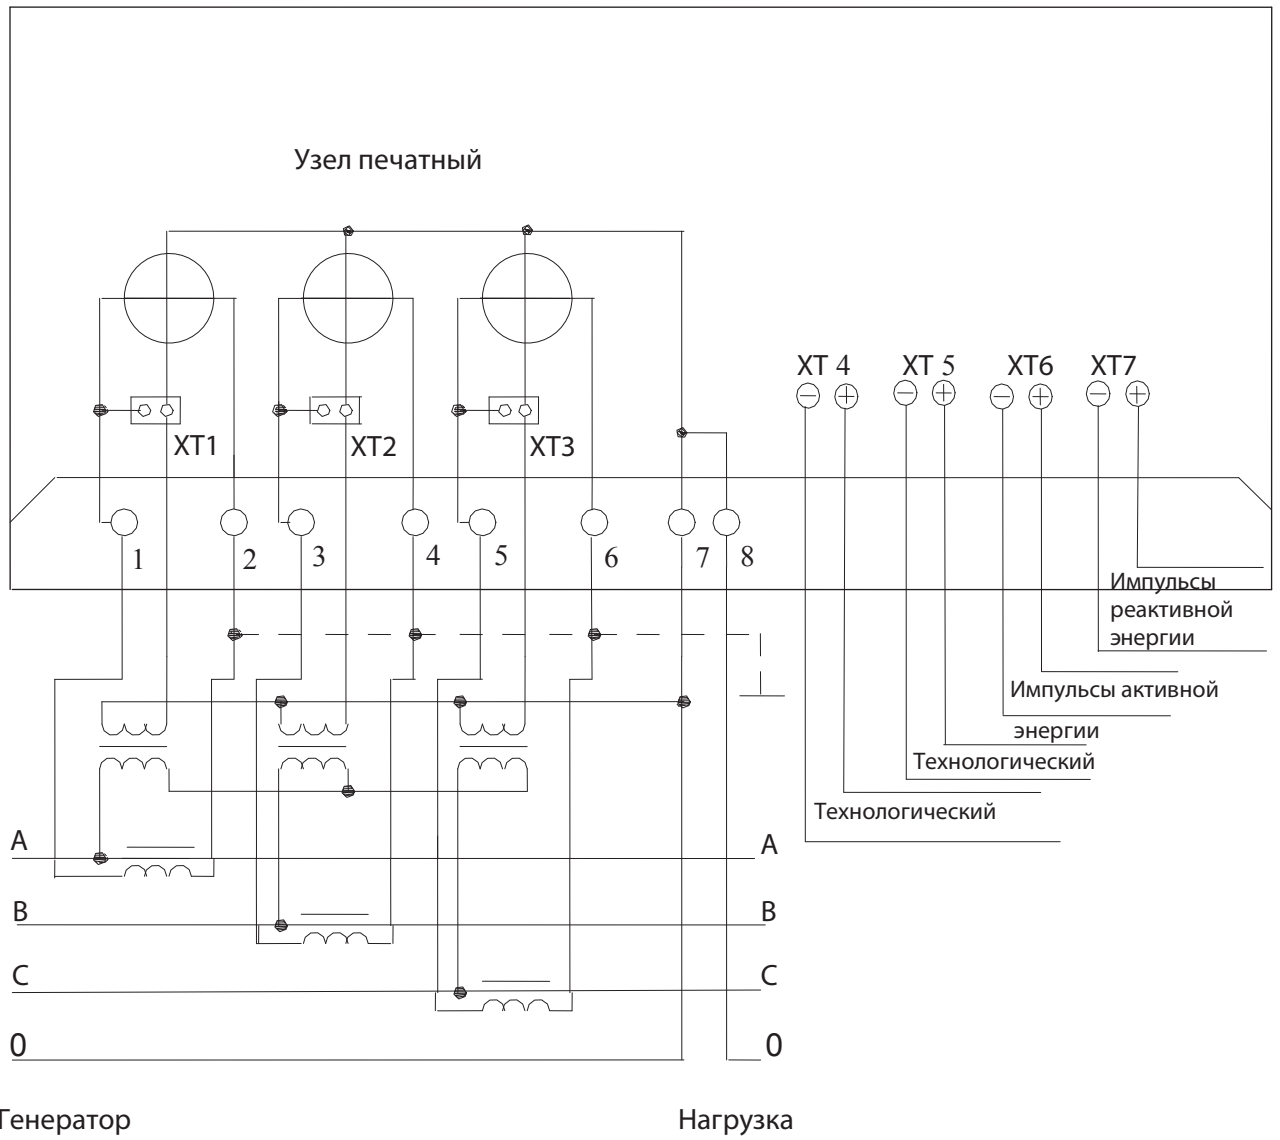 Узел печатный
XT 4 XT 5 XT6 XT7
− + − + − + − +
XT1 XT2 XT3
1 2 3 4 5 6 7 8
Импульсы
реактивной
энергии
Импульсы активной
энергии
Технологический
Технологический
A A
B B
C C
0 0
Генератор Нагрузка